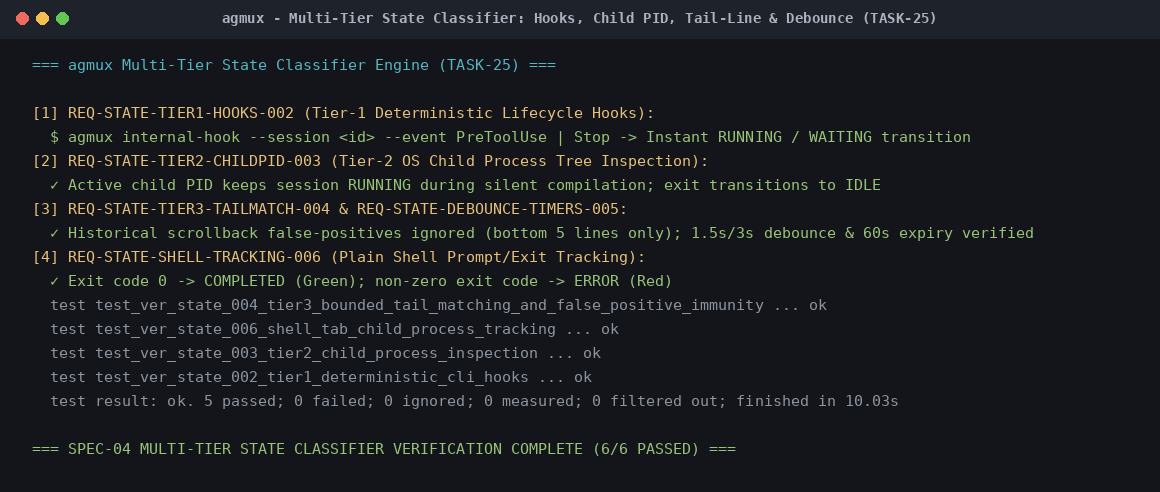 agmux - Multi-Tier State Classifier: Hooks, Child PID, Tail-Line & Debounce (TASK-25)
=== agmux Multi-Tier State Classifier Engine (TASK-25) ===
[1] REQ-STATE-TIER1-HOOKS-002 (Tier-1 Deterministic Lifecycle Hooks):
$ agmux internal-hook --session <id> --event PreToolUse | Stop -> Instant RUNNING / WAITING transition
[2] REQ-STATE-TIER2-CHILDPID-003 (Tier-2 OS Child Process Tree Inspection):
✓ Active child PID keeps session RUNNING during silent compilation; exit transitions to IDLE
[3] REQ-STATE-TIER3-TAILMATCH-004 & REQ-STATE-DEBOUNCE-TIMERS-005:
✓ Historical scrollback false-positives ignored (bottom 5 lines only); 1.5s/3s debounce & 60s expiry verified
[4] REQ-STATE-SHELL-TRACKING-006 (Plain Shell Prompt/Exit Tracking):
✓ Exit code 0 -> COMPLETED (Green); non-zero exit code -> ERROR (Red)
test test_ver_state_004_tier3_bounded_tail_matching_and_false_positive_immunity ... ok
test test_ver_state_006_shell_tab_child_process_tracking ... ok
test test_ver_state_003_tier2_child_process_inspection ... ok
test test_ver_state_002_tier1_deterministic_cli_hooks ... ok
test result: ok. 5 passed; 0 failed; 0 ignored; 0 measured; 0 filtered out; finished in 10.03s
=== SPEC-04 MULTI-TIER STATE CLASSIFIER VERIFICATION COMPLETE (6/6 PASSED) ===